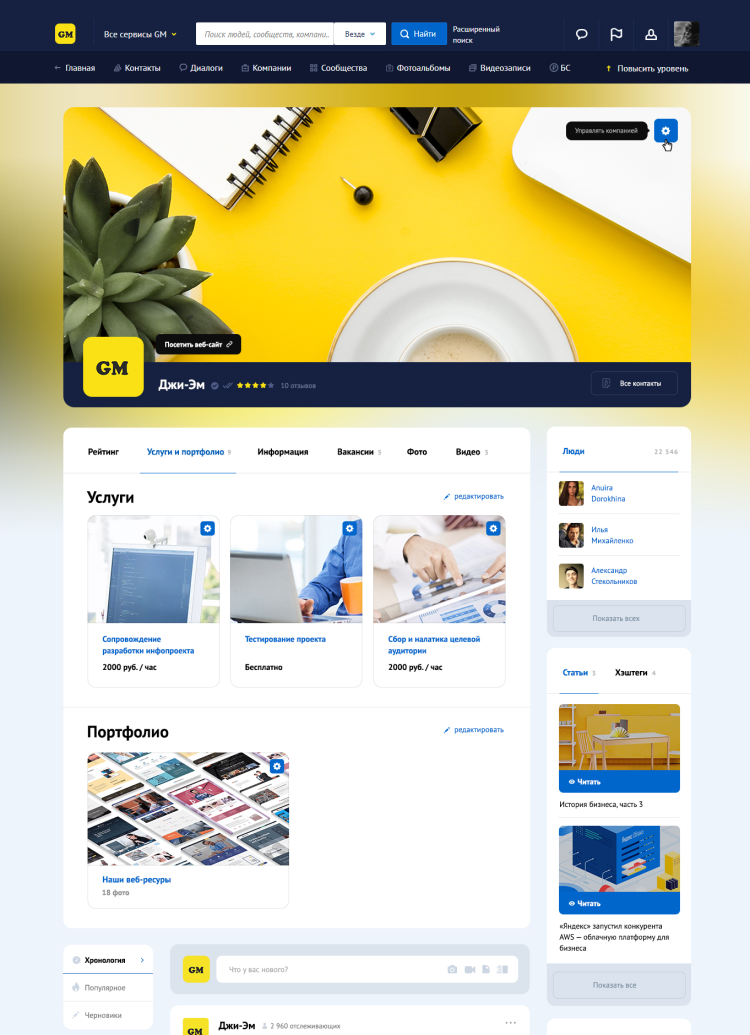 GM
Все сервисы GM
Поиск людей, сообществ, компани..
Везде
Найти
Расширенный
поиск
Главная
Контакты
Диалоги
Компании
Сообщества
Фотоальбомы
Видеозаписи
БС
Повысить уровень
Управлять компанией
Посетить веб-сайт
GM
Джи-Эм
10 отзывов
Все контакты
Рейтинг
Услуги и портфолио 9
Информация
Вакансии 5
Фото
Видео 3
Услуги
редактировать
Сопровождение
разработки инфопроекта
2000 руб. / час
Тестирование проекта
Бесплатно
Сбор и налатика целевой
аудитории
2000 руб. / час
Портфолио
редактировать
Наши веб-ресуры
18 фото
Люди
22 346
Anuira
Dorokhina
Илья
Михайленко
Александр
Стекольников
Показать всех
Статьи 3
Хэштеги 4
Читать
История бизнеса, часть 3
Читать
«Яндекс» запустил конкурента
AWS — облачную платформу для
бизнеса
Показать все
Хронология
Популярное
Черновики
GM
Что у вас нового?
GM
Джи-Эм
2 960 отслеживающих